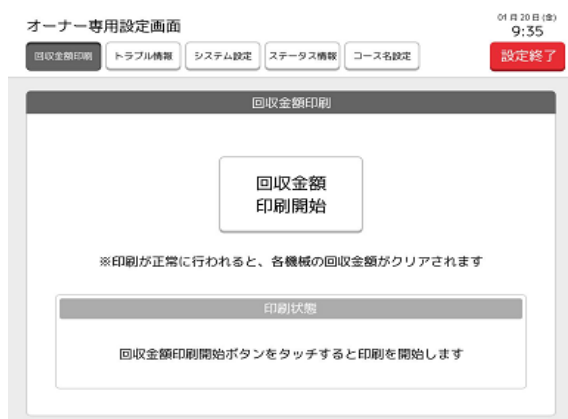 オーナー専用設定画面
01月20日(金)
9:35
回収金額印刷
トラブル情報
システム設定
ステータス情報
コース名設定
設定終了
回収金額印刷
回収金額
印刷開始
※印刷が正常に行われると、各機械の回収金額がクリアされます
印刷状態
回収金額印刷開始ボタンをタッチすると印刷を開始します